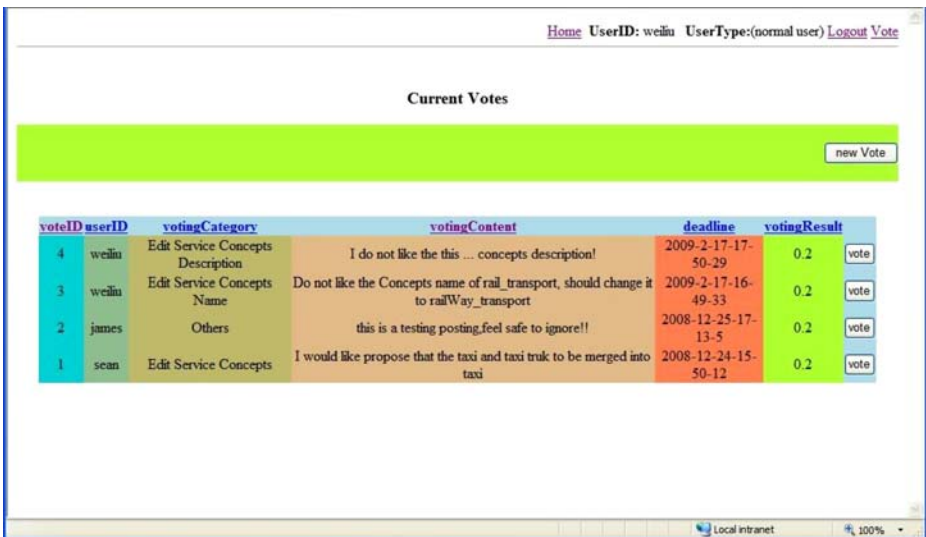 Home UserID: weiliu UserType:(normal user) Logout Vote
Current Votes
new Vote
voteID userID votingCategory votingContent deadline votingResult
4 weiliu Edit Service Concepts Description I do not like the this ... concepts description! 2009-2-17-17-50-29 0.2 vote
3 weiliu Edit Service Concepts Name Do not like the Concepts name of rail_transport, should change it to railWay_transport 2009-2-17-16-49-33 0.2 vote
2 james Others this is a testing posting,feel safe to ignore!! 2008-12-25-17-13-5 0.2 vote
1 sean Edit Service Concepts I would like propose that the taxi and taxi truk to be merged into taxi 2008-12-24-15-50-12 0.2 vote
Local intranet 100%